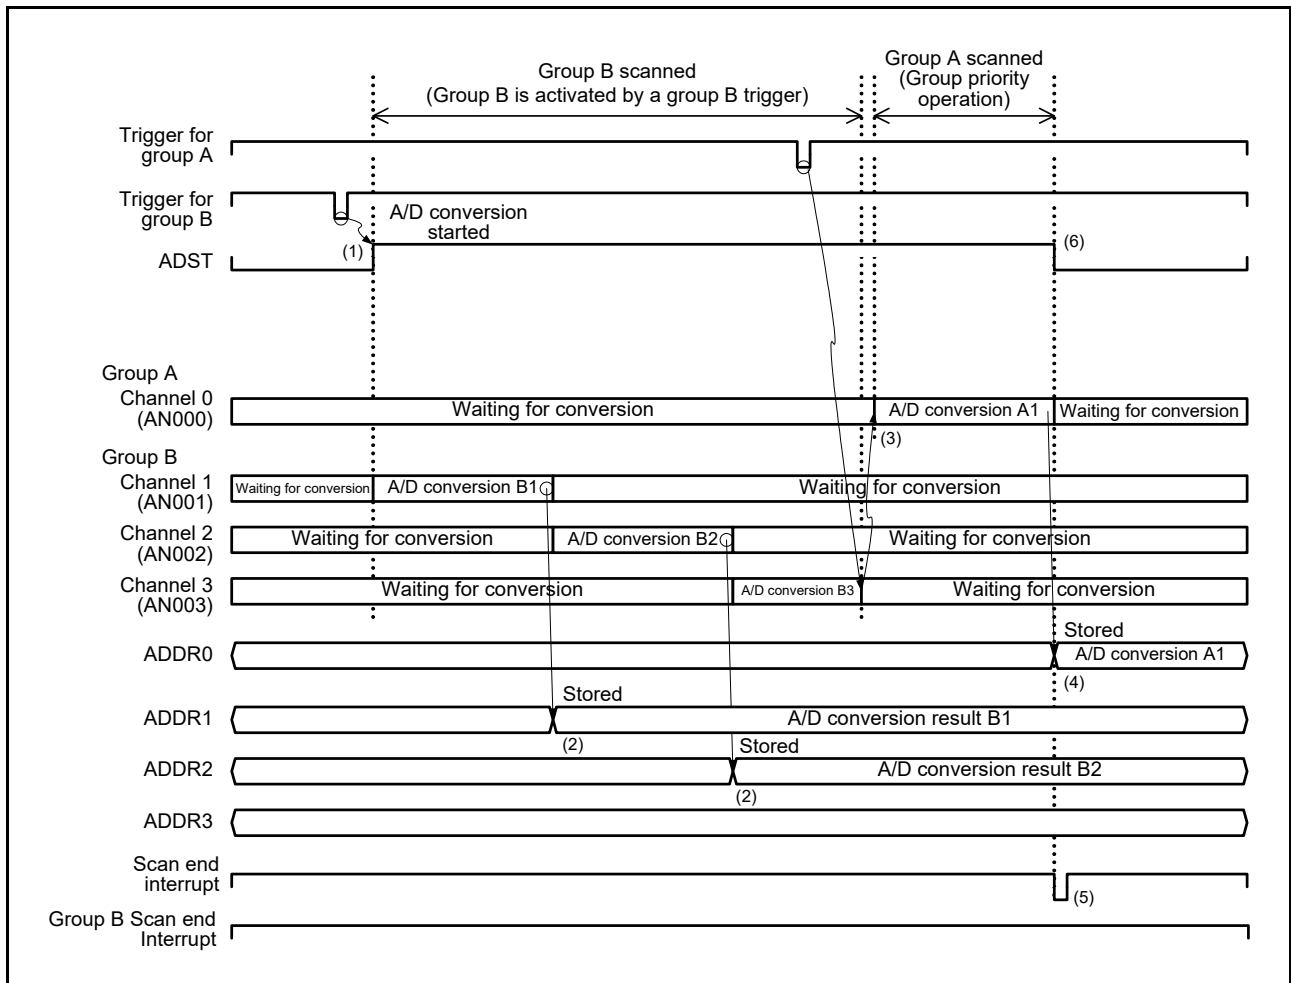 Group B scanned
(Group B is activated by a group B trigger)
Group A scanned
(Group priority
operation)
Trigger for
group A
Trigger for
group B
A/D conversion
started
ADST
(1)
(6)
Group A
Channel 0
(AN000)
Waiting for conversion
A/D conversion A1
Waiting for conversion
(3)
Group B
Channel 1
(AN001)
Waiting for conversion
A/D conversion B1
Waiting for conversion
Channel 2
(AN002)
Waiting for conversion
A/D conversion B2
Waiting for conversion
Channel 3
(AN003)
Waiting for conversion
A/D conversion B3
Waiting for conversion
Stored
ADDR0
A/D conversion A1
(4)
Stored
ADDR1
A/D conversion result B1
(2)
Stored
ADDR2
A/D conversion result B2
(2)
ADDR3
Scan end
interrupt
(5)
Group B Scan end
Interrupt